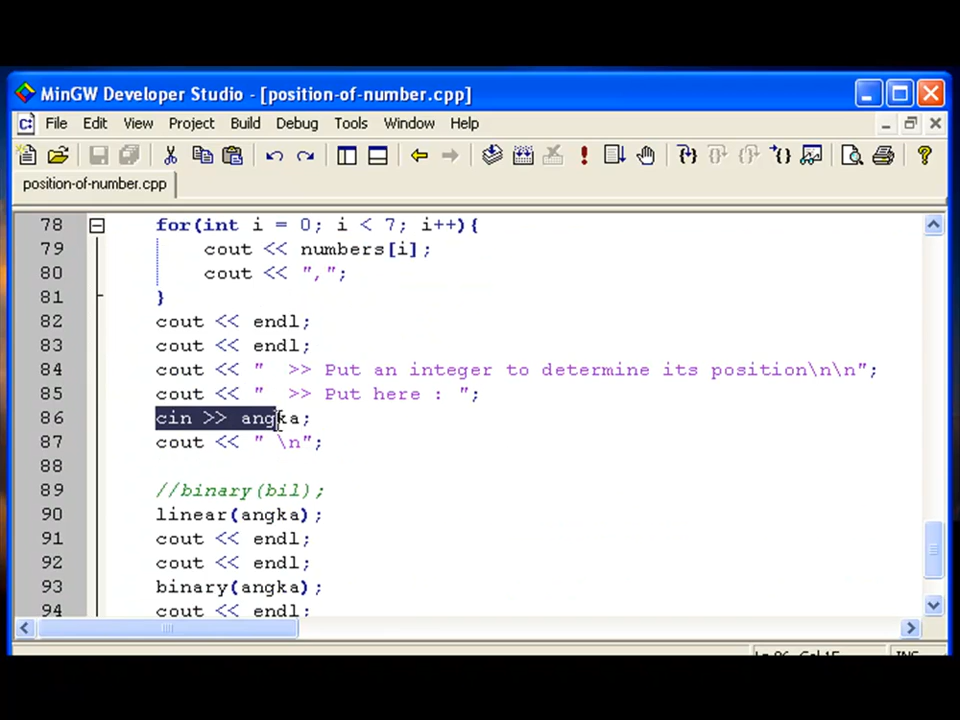 MinGW Developer Studio - [position-of-number.cpp]
File Edit View Project Build Debug Tools Window Help
position-of-number.cpp
78 for(int i = 0; i < 7; i++){
79 cout << numbers[i];
80 cout << ",";
81 }
82 cout << endl;
83 cout << endl;
84 cout << "  >> Put an integer to determine its position\n\n";
85 cout << "  >> Put here : ";
86 cin >> angka;
87 cout << " \n";
88
89 //binary(bil);
90 linear(angka);
91 cout << endl;
92 cout << endl;
93 binary(angka);
94 cout << endl;